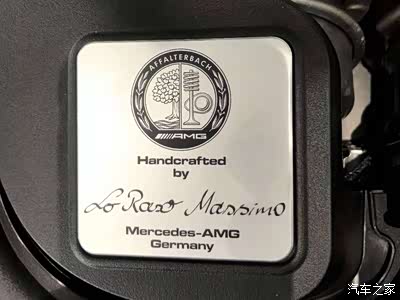 AFFALTERBACH
AMG
Handcrafted
by
Lo Raso Massimo
Mercedes-AMG
Germany
汽车之家